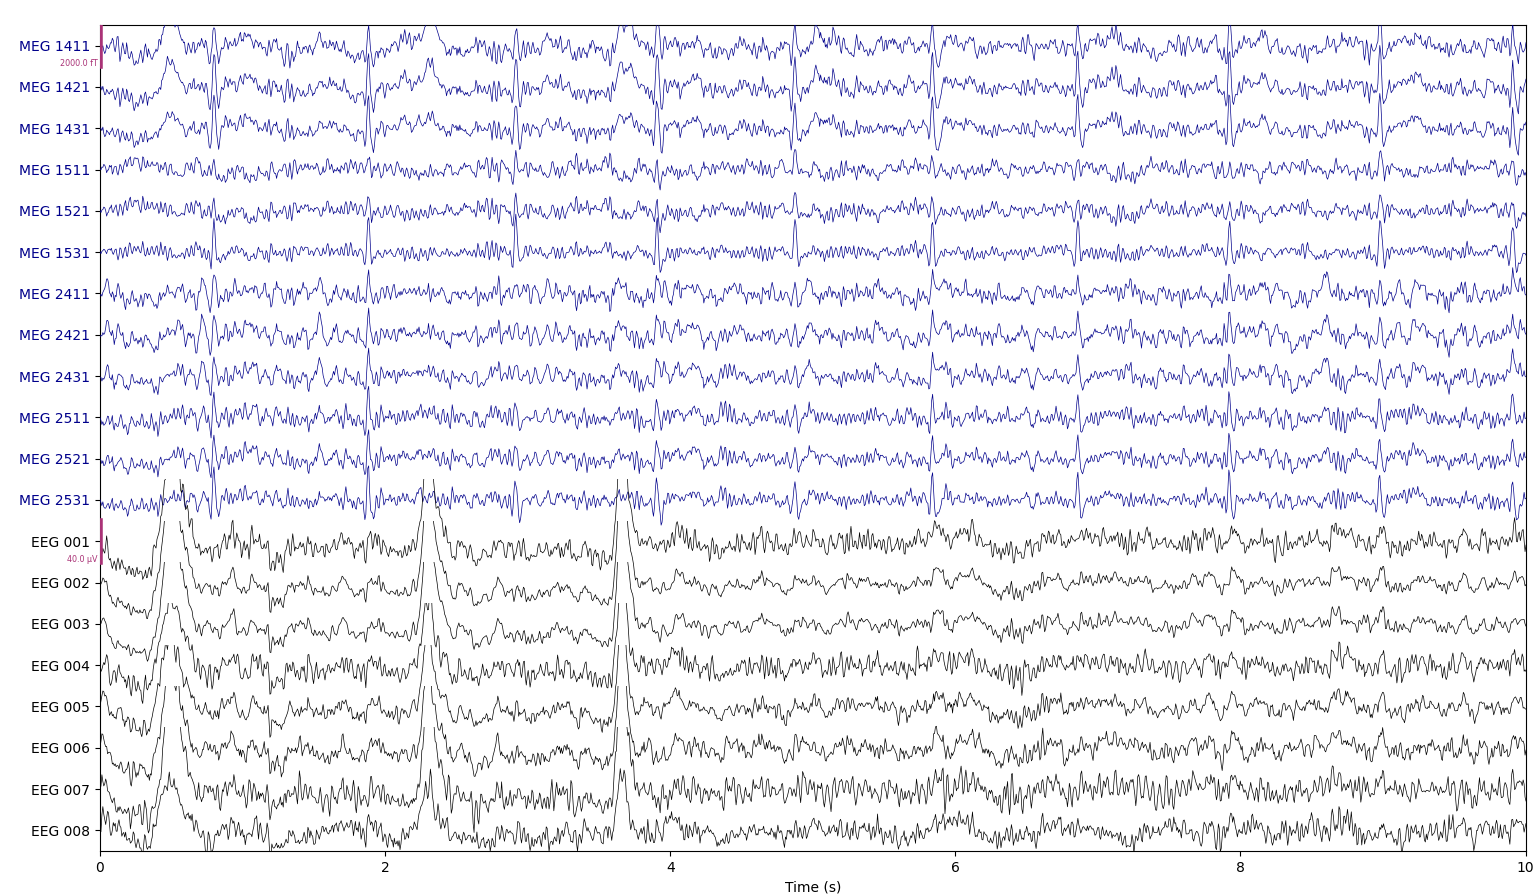 MEG 1411
2000.0 fT
MEG 1421
MEG 1431
MEG 1511
MEG 1521
MEG 1531
MEG 2411
MEG 2421
MEG 2431
MEG 2511
MEG 2521
MEG 2531
EEG 001
40.0 µV
EEG 002
EEG 003
EEG 004
EEG 005
EEG 006
EEG 007
EEG 008
0 2 4 6 8 10
Time (s)